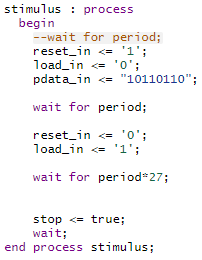 stimulus : process
begin
--wait for period;
reset_in <= '1';
load_in <= '0';
pdata_in <= "10110110";
wait for period;
reset_in <= '0';
load_in <= '1';
wait for period*27;
stop <= true;
wait;
end process stimulus;